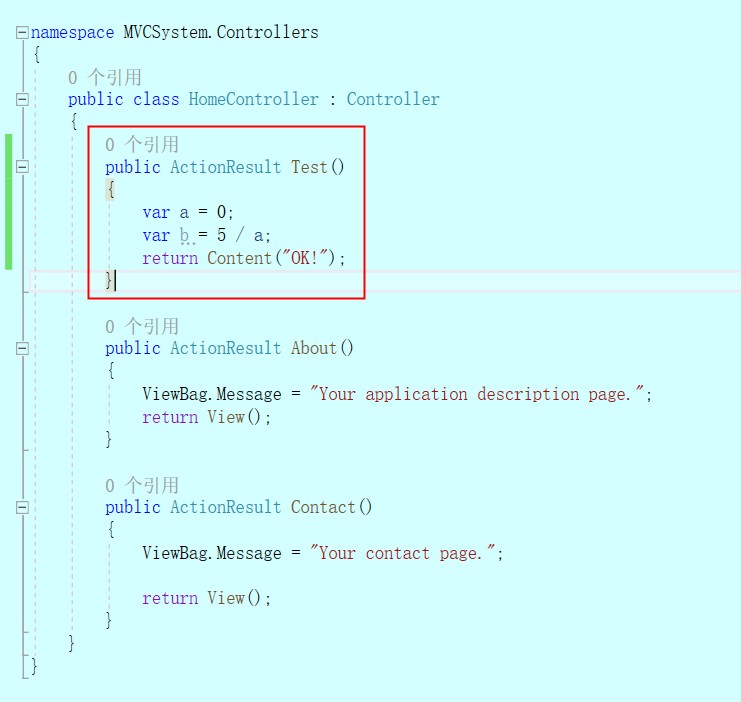 namespace MVCSystem.Controllers
{
0 个引用
public class HomeController : Controller
{
0 个引用
public ActionResult Test()
{
var a = 0;
var b = 5 / a;
return Content("OK!");
}
0 个引用
public ActionResult About()
{
ViewBag.Message = "Your application description page.";
return View();
}
0 个引用
public ActionResult Contact()
{
ViewBag.Message = "Your contact page.";
return View();
}
}
}